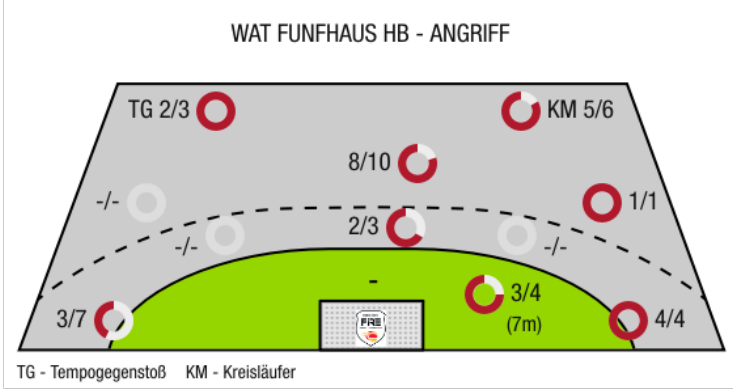 WAT FUNFHAUS HB - ANGRIFF
TG 2/3
KM 5/6
8/10
-/-
1/1
2/3
-/-
-/-
-
3/4
(7m)
3/7
FIRE
4/4
TG - Tempogegenstoß KM - Kreisläufer